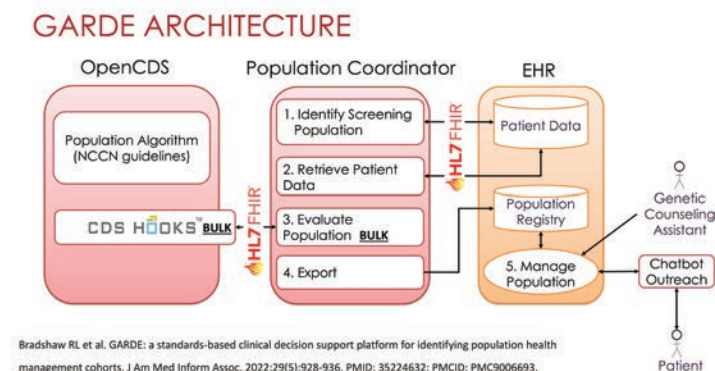 GARDE ARCHITECTURE
OpenCDS
Population Coordinator
EHR
Population Algorithm
(NCCN guidelines)
CDS HOOKS™ BULK
HL7 FHIR
1. Identify Screening
Population
2. Retrieve Patient
Data
3. Evaluate
Population BULK
4. Export
HL7 FHIR
Patient Data
Population
Registry
5. Manage
Population
Genetic
Counseling
Assistant
Chatbot
Outreach
Patient
Bradshaw RL et al. GARDE: a standards-based clinical decision support platform for identifying population health
management cohorts. J Am Med Inform Assoc. 2022;29(5):928-936. PMID: 35224632; PMCID: PMC9006693.